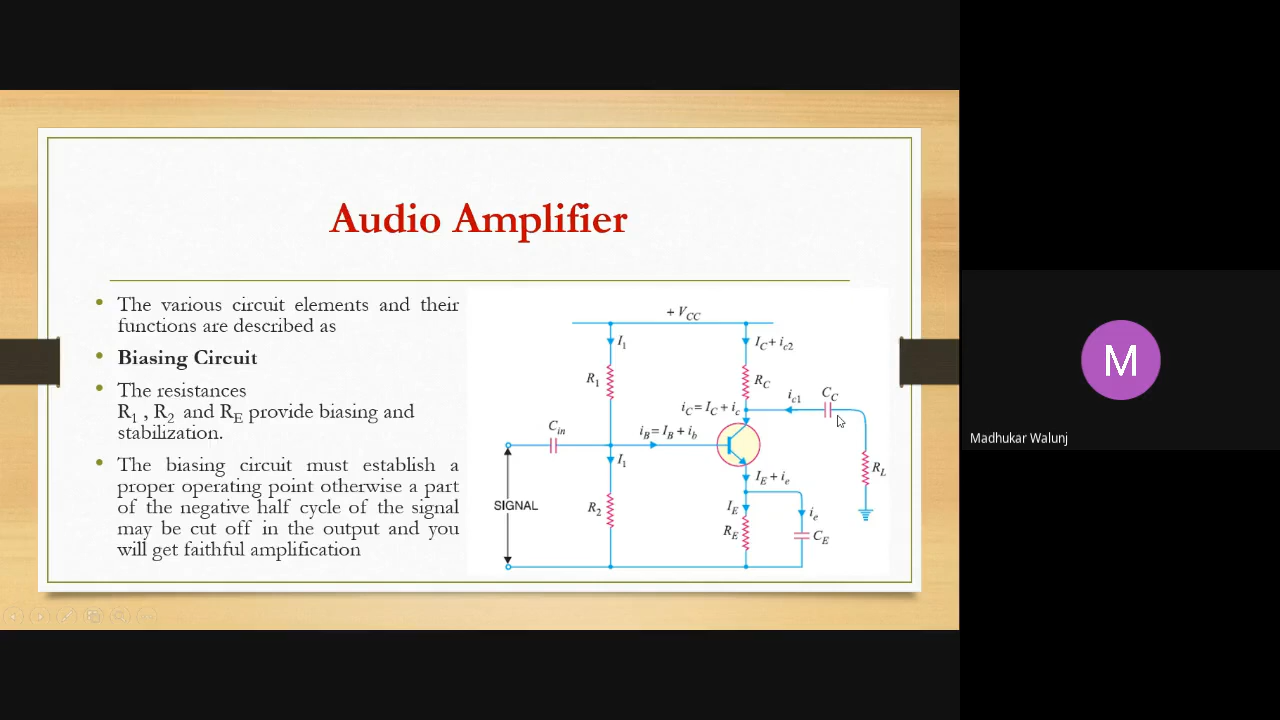 Audio Amplifier
The various circuit elements and their
functions are described as
Biasing Circuit
The resistances
R1 , R2 and RE provide biasing and
stabilization.
The biasing circuit must establish a
proper operating point otherwise a part
of the negative half cycle of the signal
may be cut off in the output and you
will get faithful amplification
+ VCC
I1
IC + ic2
R1
RC
ic1
CC
iC = IC + ic
Cin
iB = IB + ib
I1
RL
IE + ie
SIGNAL
R2
IE
ie
RE
CE
M
Madhukar Walunj